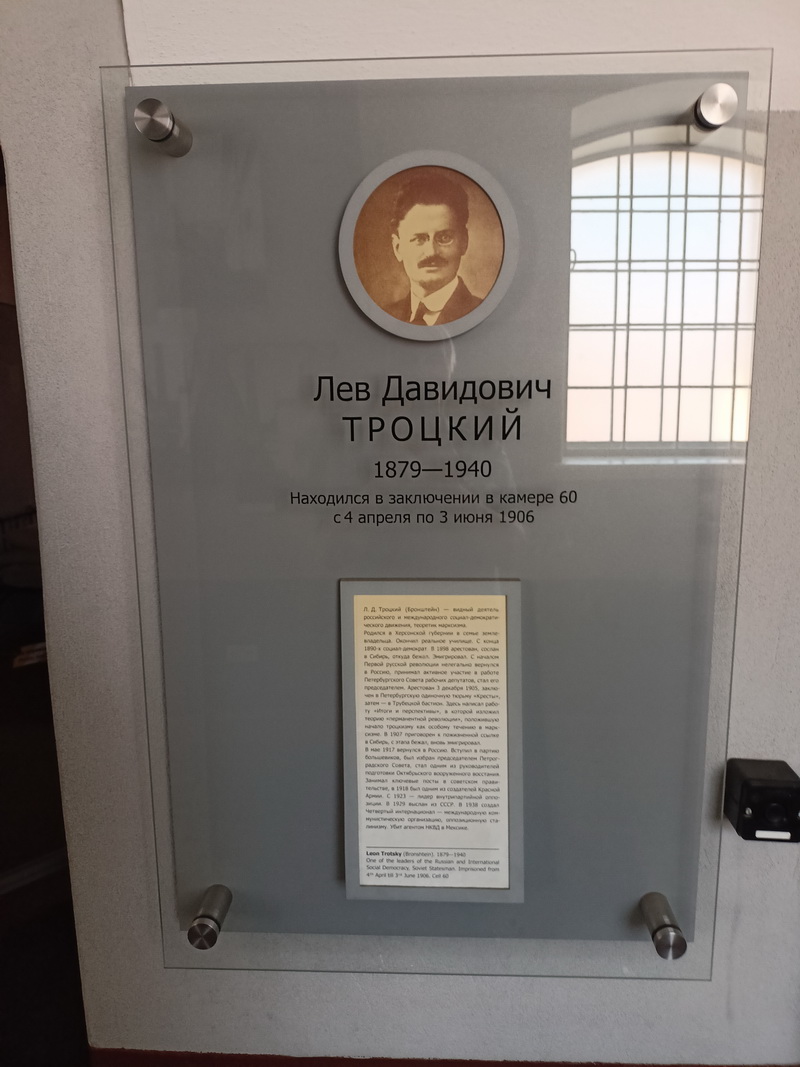 Лев Давидович
ТРОЦКИЙ
1879—1940
Находился в заключении в камере 60
с 4 апреля по 3 июня 1906
Л. Д. Троцкий (Бронштейн) — видный деятель
российского и международного социал-демократи-
ческого движения, теоретик марксизма.
Родился в Херсонской губернии в семье земле-
владельца. Окончил реальное училище. С конца
1890-х социал-демократ. В 1898 арестован, сослан
в Сибирь, откуда бежал. Эмигрировал. С началом
Первой русской революции нелегально вернулся
в Россию, принимал активное участие в работе
Петербургского Совета рабочих депутатов, стал его
председателем. Арестован 3 декабря 1905, заклю-
чен в Петербургскую одиночную тюрьму «Кресты»,
затем — в Трубецкой бастион. Здесь написал рабо-
ту «Итоги и перспективы», в которой изложил
теорию «перманентной революции», положившую
начало троцкизму как особому течению в марк-
сизме. В 1907 приговорен к пожизненной ссылке
в Сибирь, с этапа бежал, вновь эмигрировал.
В мае 1917 вернулся в Россию. Вступил в партию
большевиков, был избран председателем Петрог-
радского Совета, стал одним из руководителей
подготовки Октябрьского вооруженного восстания.
Занимал ключевые посты в советском прави-
тельстве, в 1918 был одним из создателей Красной
Армии. С 1923 — лидер внутрипартийной оппо-
зиции. В 1929 выслан из СССР. В 1938 создал
Четвертый интернационал — международную ком-
мунистическую организацию, оппозиционную ста-
линизму. Убит агентом НКВД в Мексике.
Leon Trotsky (Bronshtein). 1879—1940
One of the leaders of the Russian and International
Social Democracy, Soviet Statesman. Imprisoned from
4th April till 3rd June 1906. Cell 60